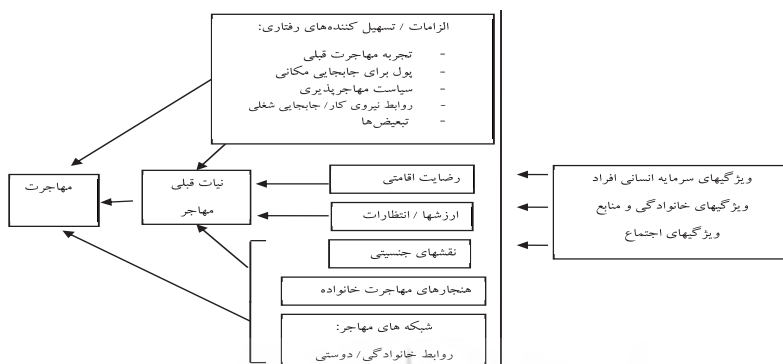 الزامات / تسهیل کننده‌های رفتاری:
- تجربه مهاجرت قبلی
- پول برای جابجایی مکانی
- سیاست مهاجرپذیری
- روابط نیروی کار/ جابجایی شغلی
- تبعیض‌ها
ویژگیهای سرمایه انسانی افراد
ویژگیهای خانوادگی و منابع
ویژگیهای اجتماع
رضایت اقامتی
ارزشها / انتظارات
نقشهای جنسیتی
هنجارهای مهاجرت خانواده
شبکه های مهاجر:
روابط خانوادگی/ دوستی
نیات قبلی
مهاجر
مهاجرت